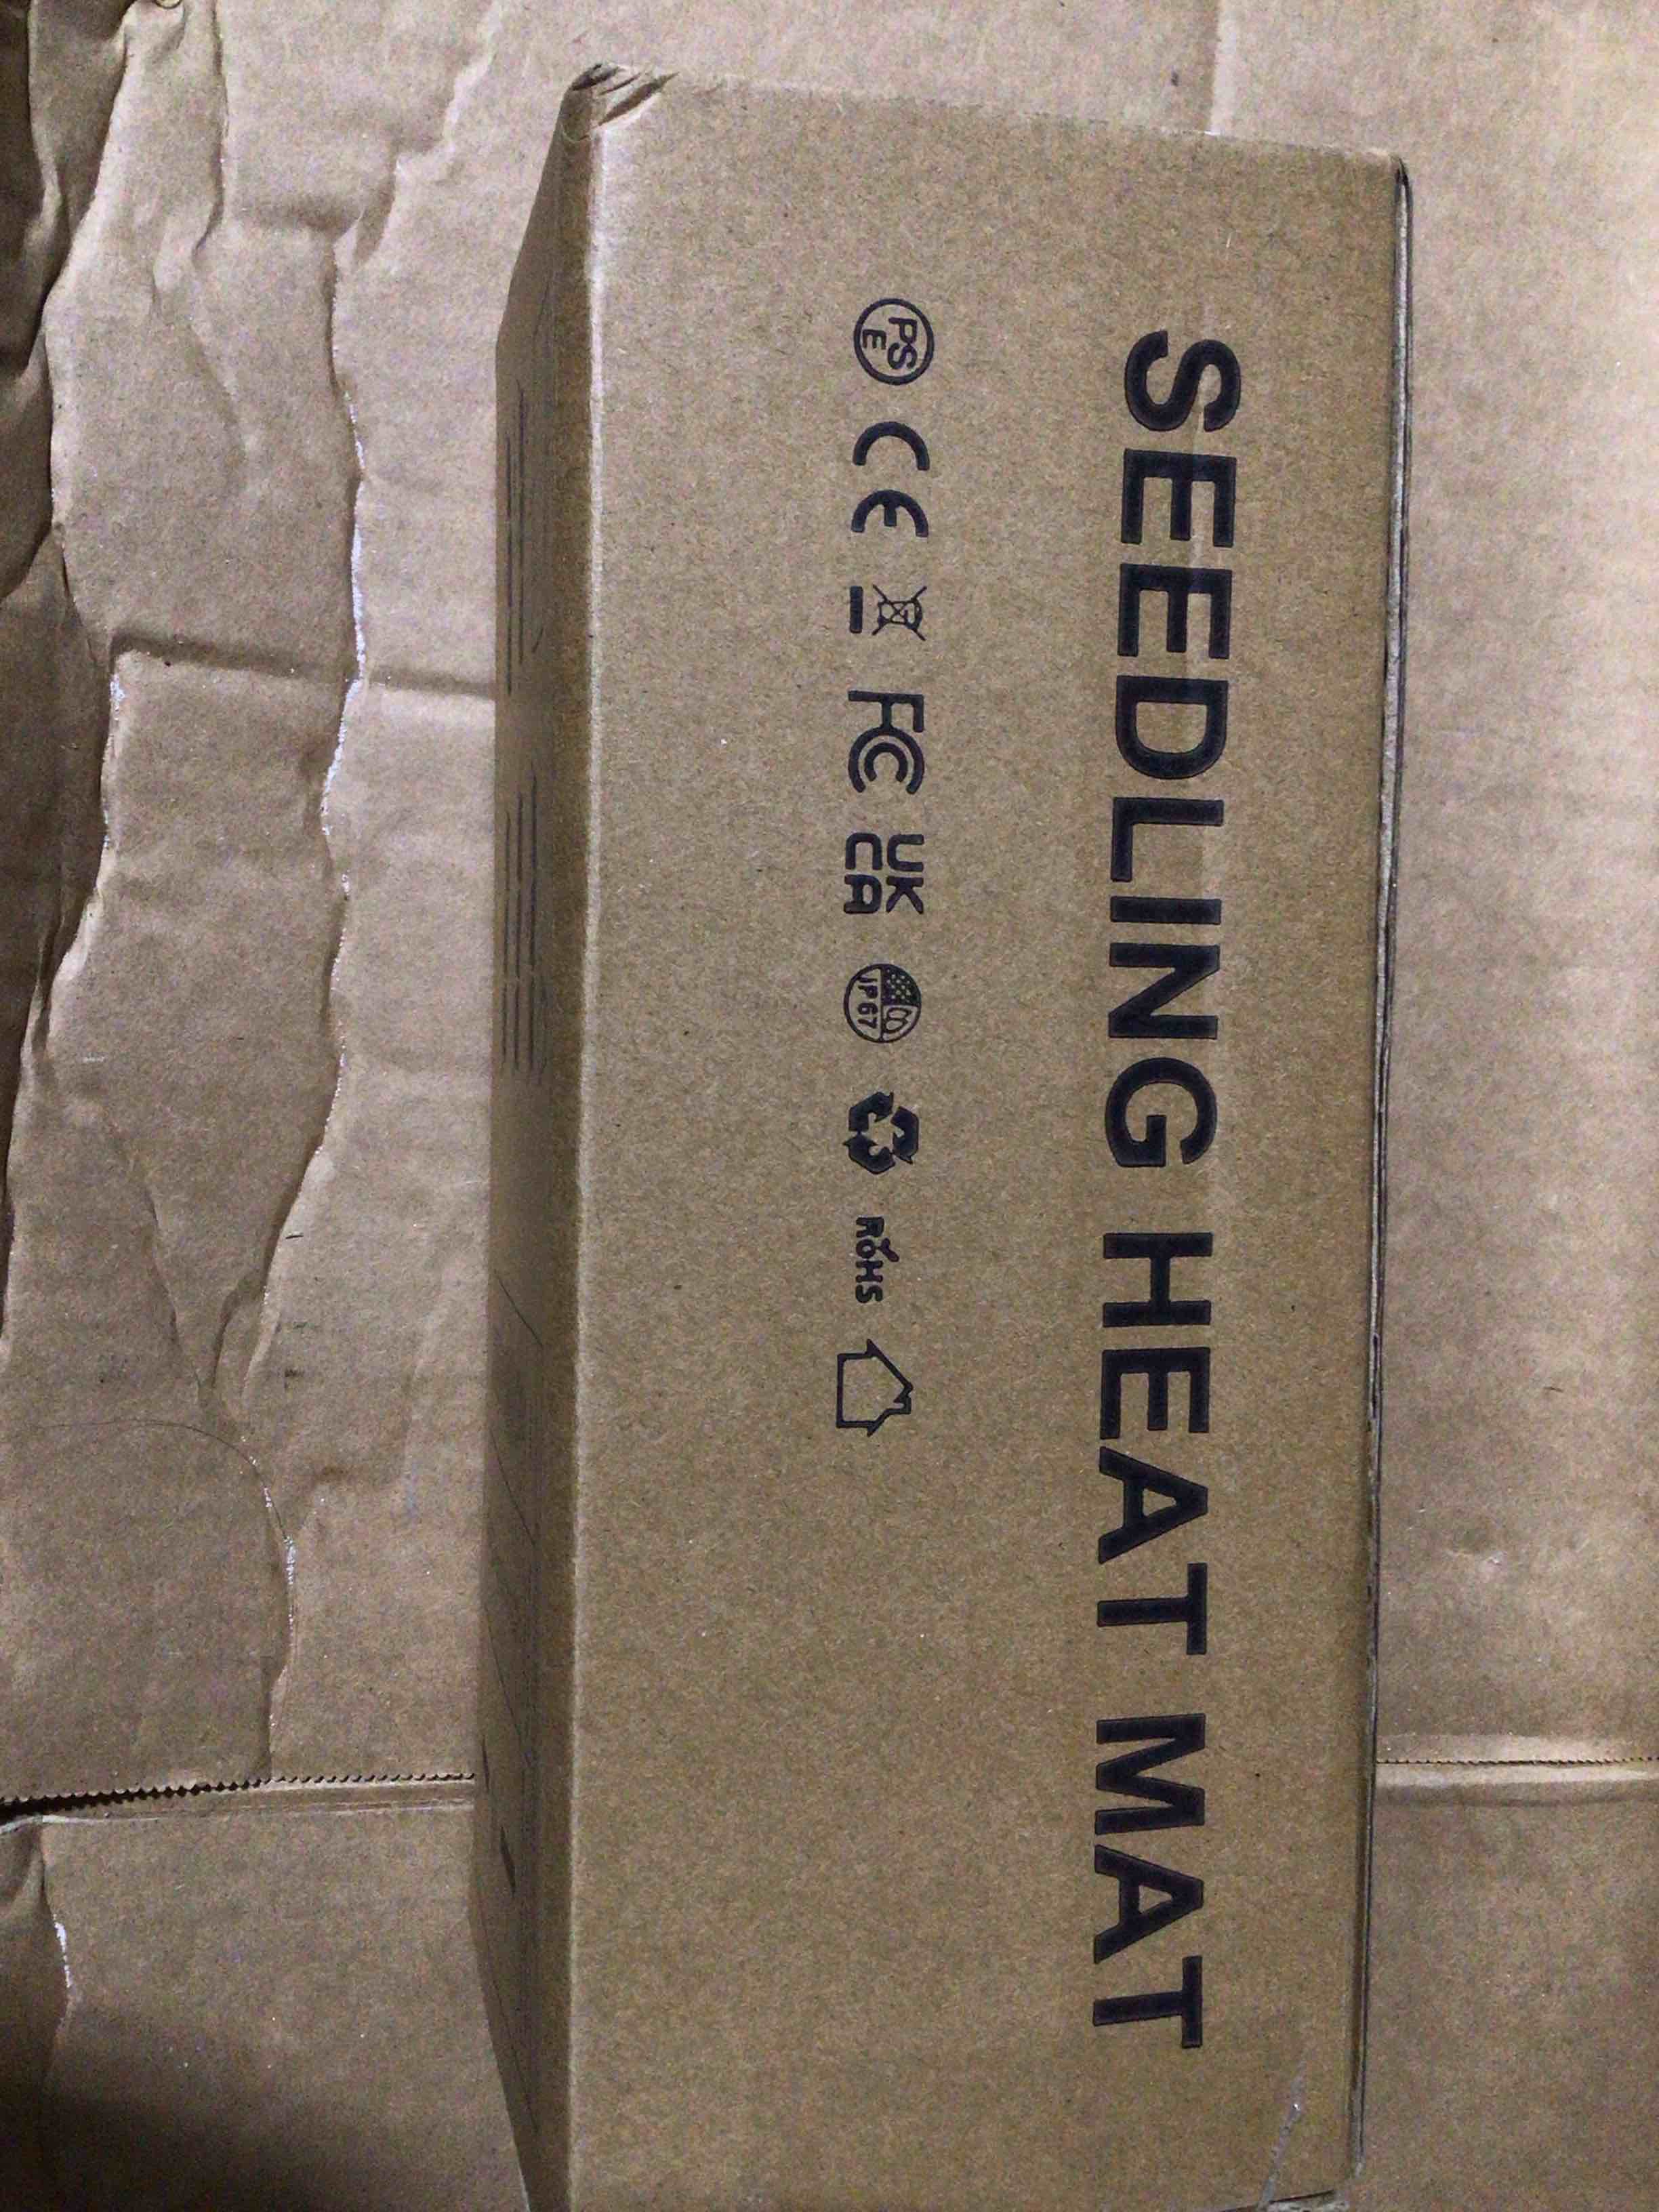 SEEDLING HEAT MAT
PS E CE FC UK CA IP67 RoHS